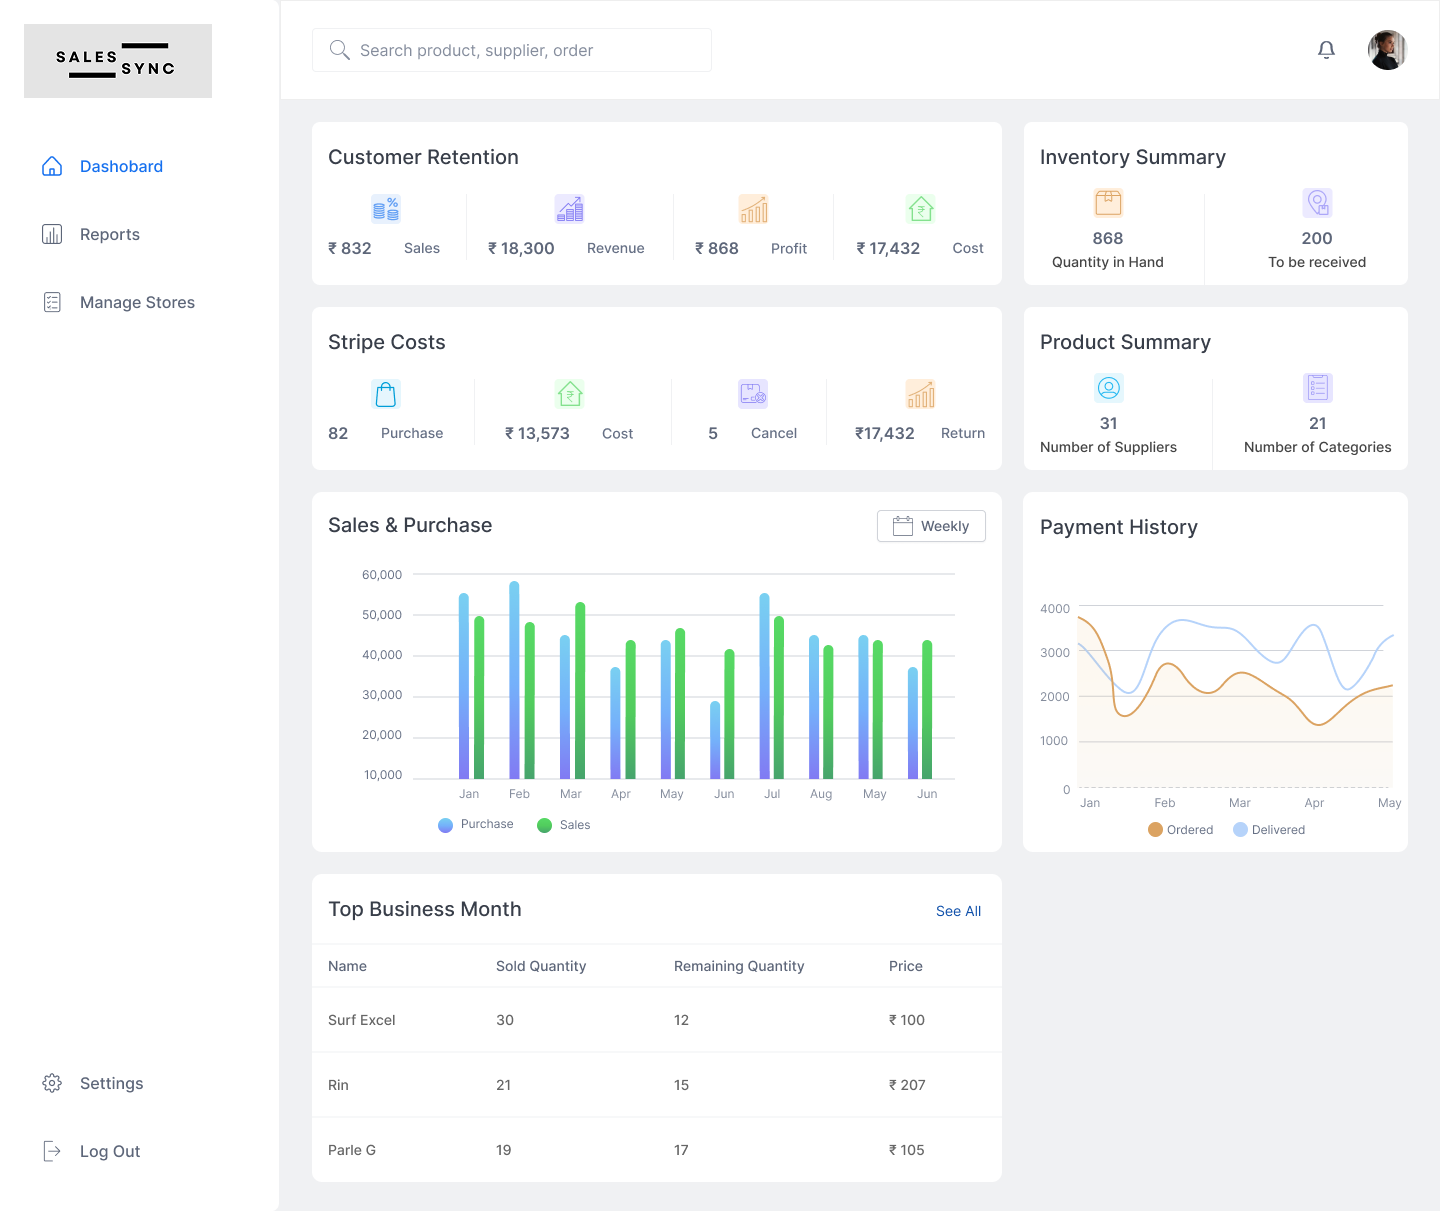 SALES
SYNC
Search product, supplier, order
Dashobard
Reports
Manage Stores
Settings
Log Out
Customer Retention
₹ 832 Sales ₹ 18,300 Revenue ₹ 868 Profit ₹ 17,432 Cost
Inventory Summary
868 200
Quantity in Hand To be received
Stripe Costs
82 Purchase ₹ 13,573 Cost 5 Cancel ₹17,432 Return
Product Summary
31 21
Number of Suppliers Number of Categories
Sales & Purchase
Weekly
60,000
50,000
40,000
30,000
20,000
10,000
Jan Feb Mar Apr May Jun Jul Aug May Jun
Purchase Sales
Payment History
4000
3000
2000
1000
0
Jan Feb Mar Apr May
Ordered Delivered
Top Business Month
See All
Name Sold Quantity Remaining Quantity Price
Surf Excel 30 12 ₹ 100
Rin 21 15 ₹ 207
Parle G 19 17 ₹ 105